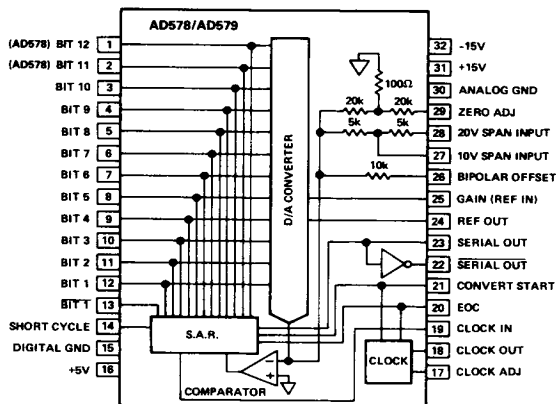 AD578/AD579
(AD578) BIT 12 1
(AD578) BIT 11 2
BIT 10 3
BIT 9 4
BIT 8 5
BIT 7 6
BIT 6 7
BIT 5 8
BIT 4 9
BIT 3 10
BIT 2 11
BIT 1 12
BIT 1 13
SHORT CYCLE 14
DIGITAL GND 15
+5V 16
D/A CONVERTER
S.A.R.
COMPARATOR
-
+
CLOCK
100Ω
20k 20k
5k 5k
10k
32 -15V
31 +15V
30 ANALOG GND
29 ZERO ADJ
28 20V SPAN INPUT
27 10V SPAN INPUT
26 BIPOLAR OFFSET
25 GAIN (REF IN)
24 REF OUT
23 SERIAL OUT
22 SERIAL OUT
21 CONVERT START
20 EOC
19 CLOCK IN
18 CLOCK OUT
17 CLOCK ADJ